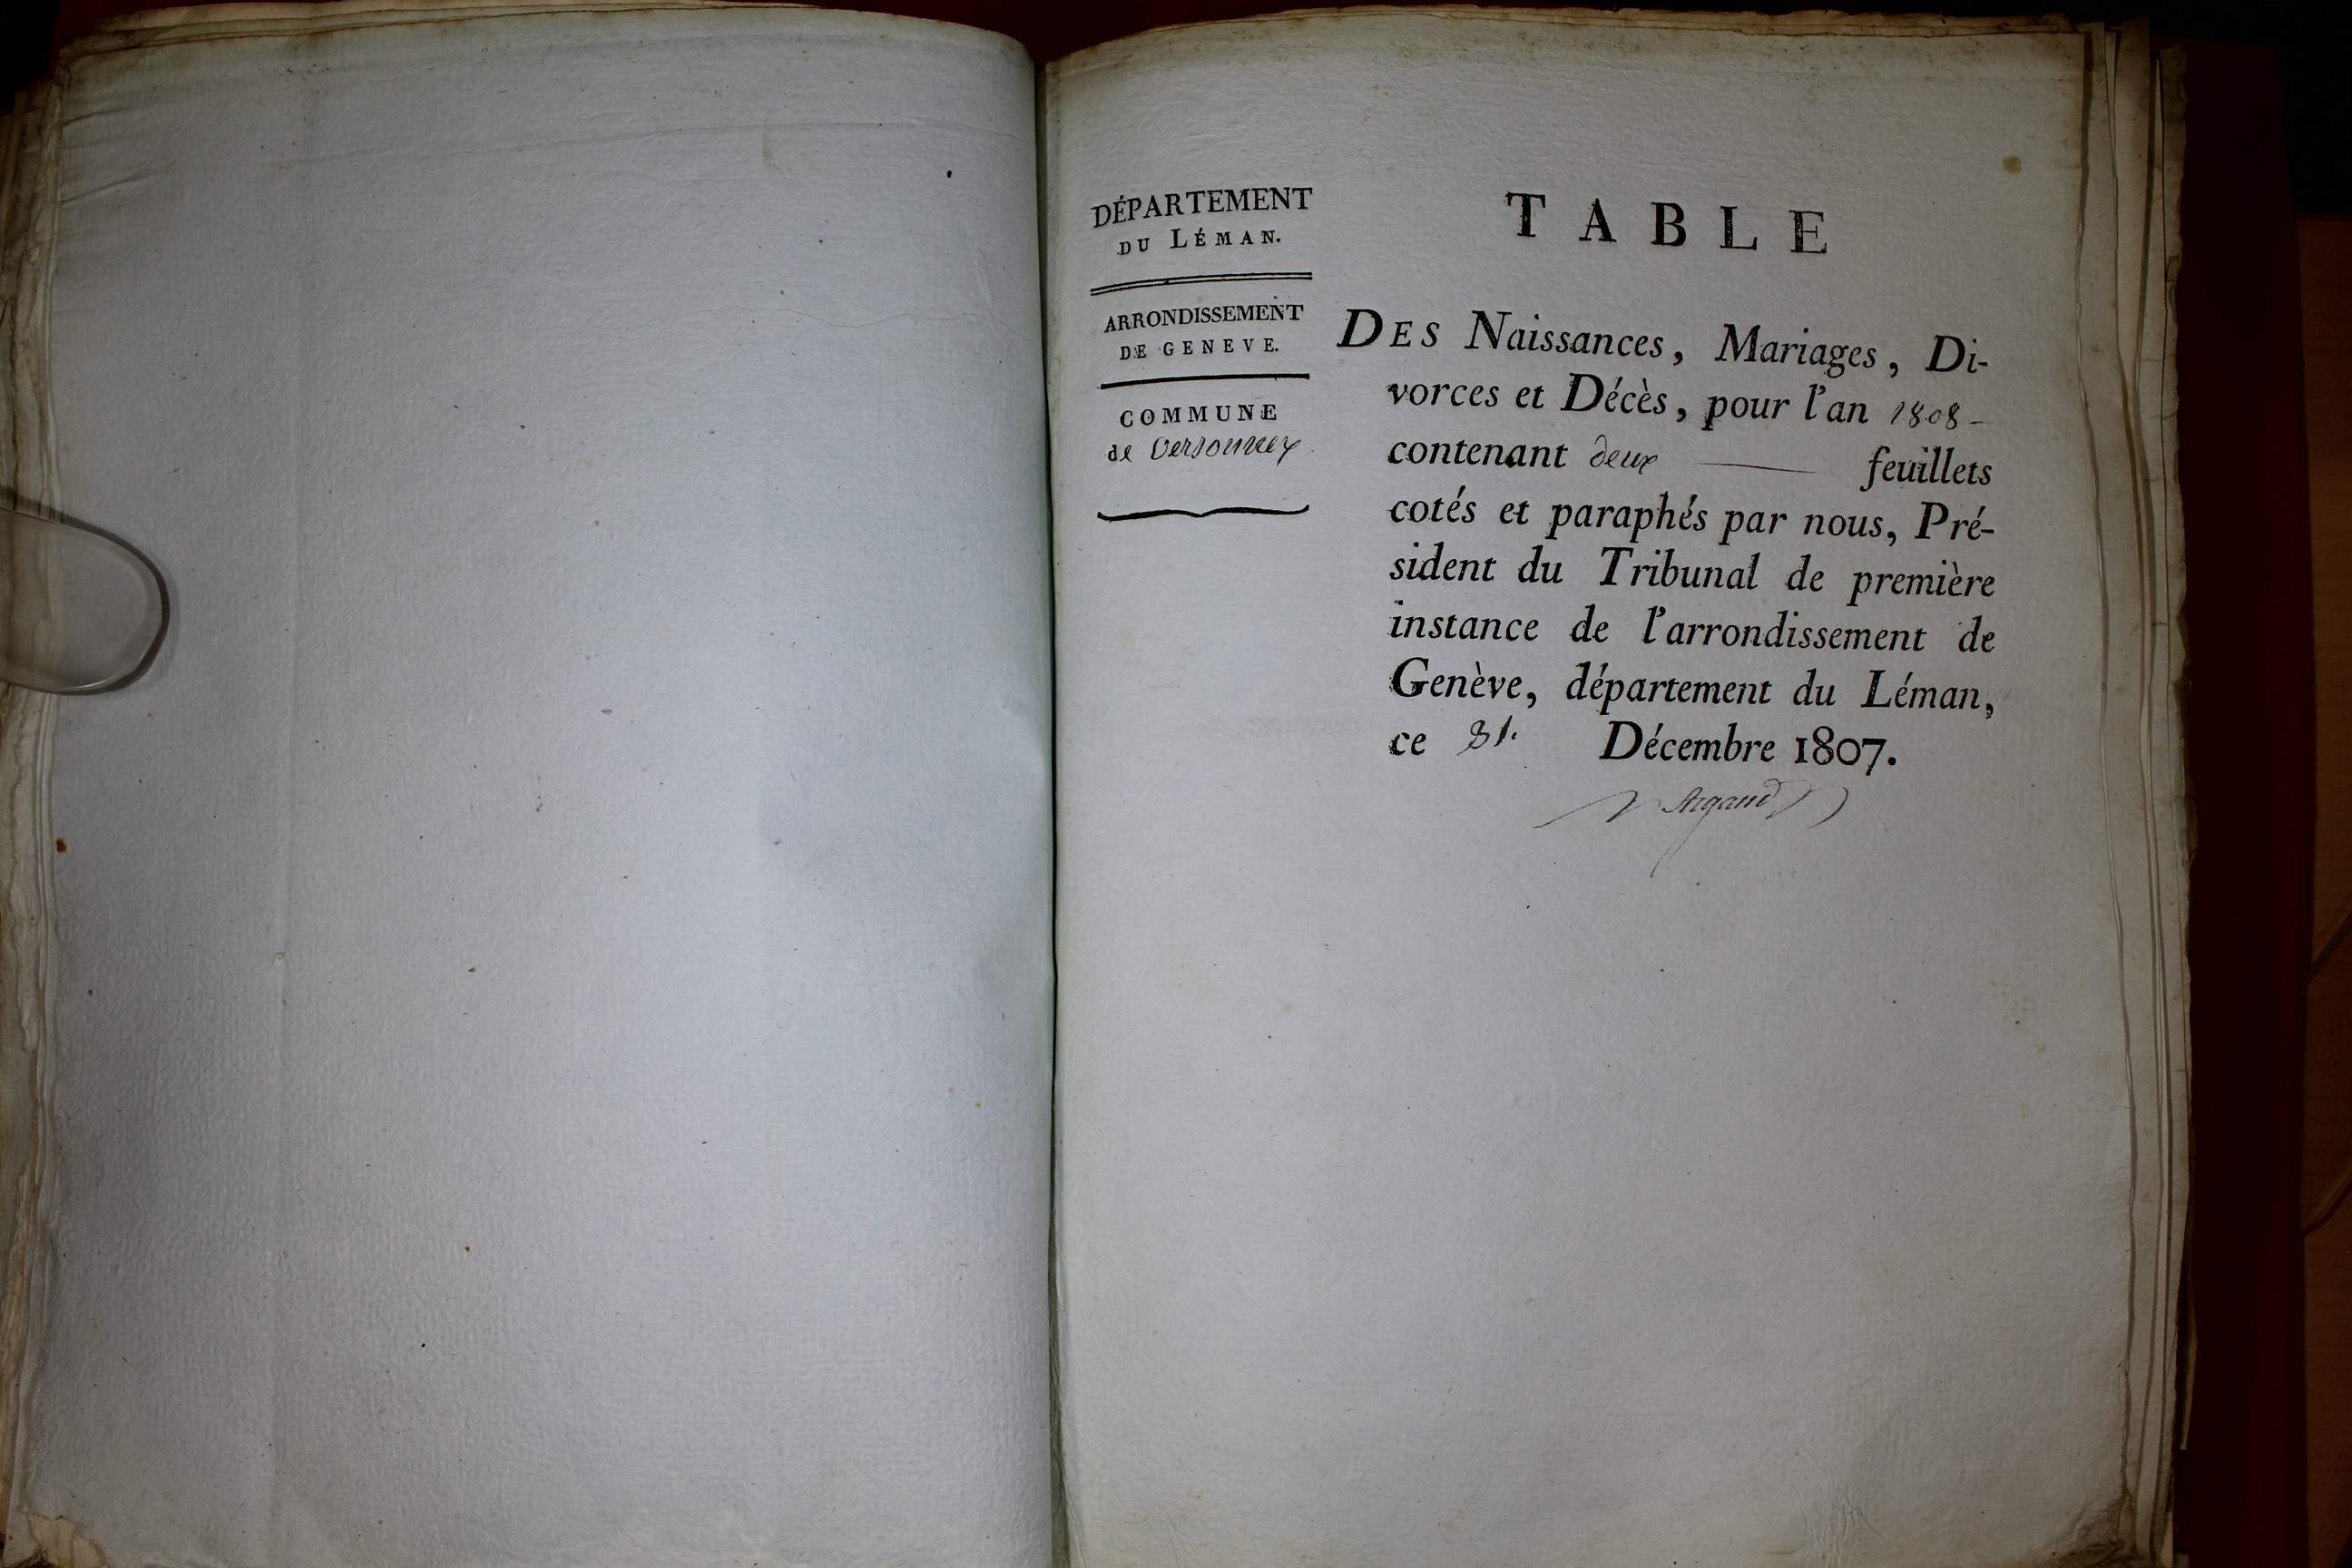 DÉPARTEMENT
DU LÉMAN.
ARRONDISSEMENT
DE GENEVE.
COMMUNE
de Versonnex
TABLE
DES Naissances, Mariages, Di-
vorces et Décès, pour l'an 1808-
contenant deux — feuillets
cotés et paraphés par nous, Pré-
sident du Tribunal de première
instance de l'arrondissement de
Genève, département du Léman,
ce 31. Décembre 1807.
Argand